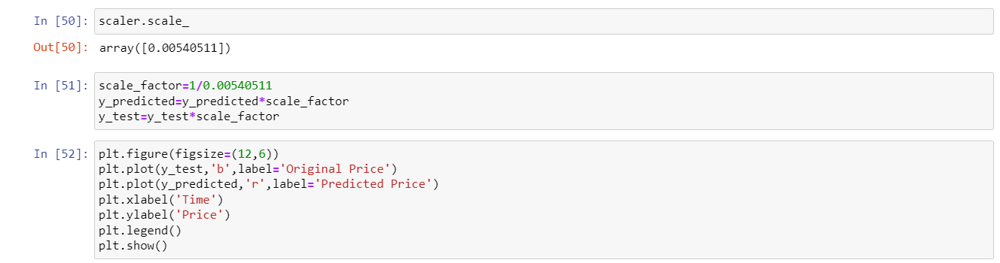 In [50]: scaler.scale_
Out[50]: array([0.00540511])
In [51]: scale_factor=1/0.00540511
y_predicted=y_predicted*scale_factor
y_test=y_test*scale_factor
In [52]: plt.figure(figsize=(12,6))
plt.plot(y_test,'b',label='Original Price')
plt.plot(y_predicted,'r',label='Predicted Price')
plt.xlabel('Time')
plt.ylabel('Price')
plt.legend()
plt.show()